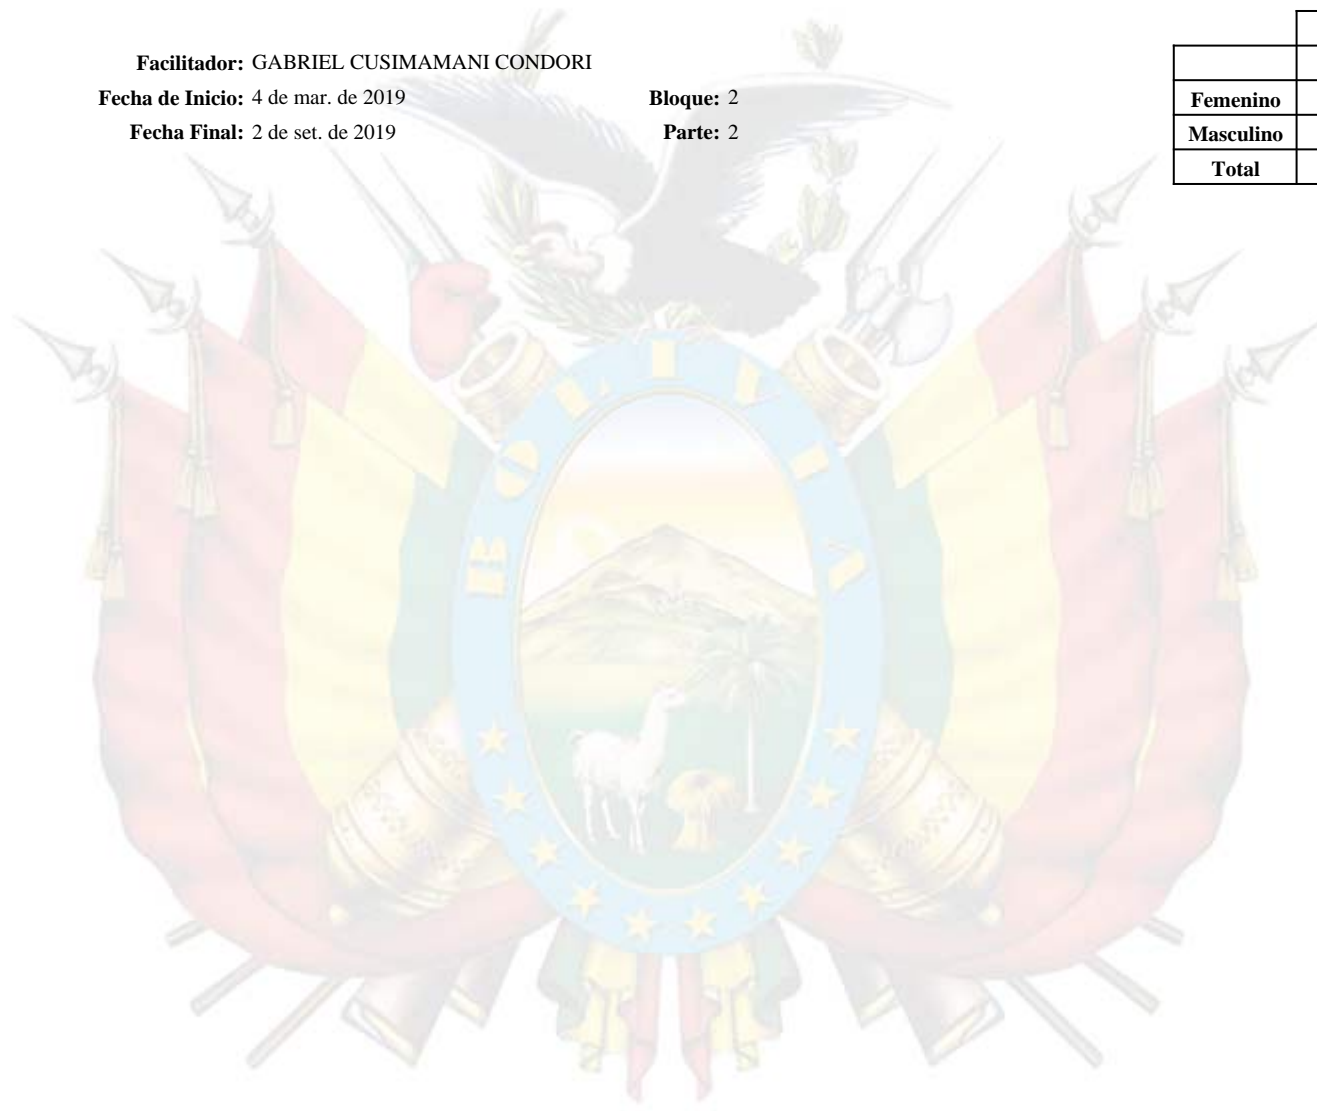 Facilitador: GABRIEL CUSIMAMANI CONDORI
Fecha de Inicio: 4 de mar. de 2019 Bloque: 2
Fecha Final: 2 de set. de 2019 Parte: 2
Femenino
Masculino
Total
BOLIVIA